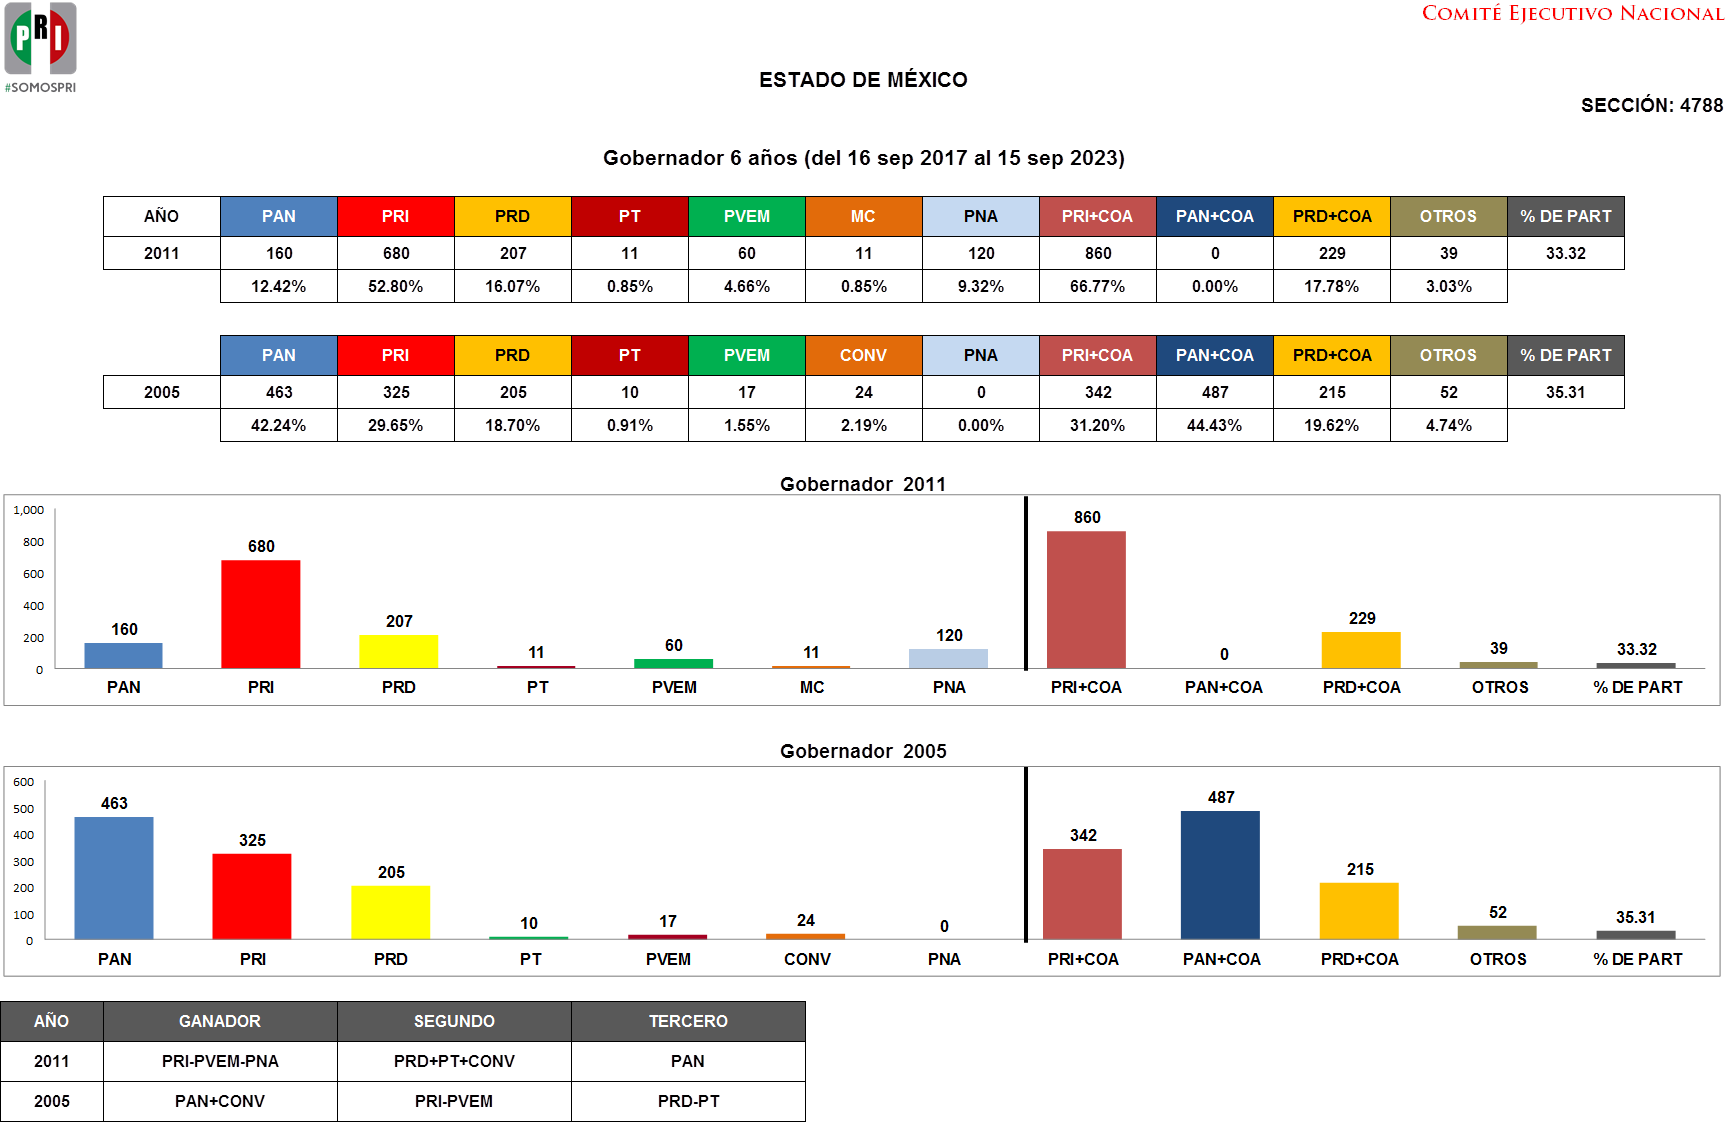 PRI
#SOMOSPRI
COMITÉ EJECUTIVO NACIONAL
ESTADO DE MÉXICO
SECCIÓN: 4788
Gobernador 6 años (del 16 sep 2017 al 15 sep 2023)
AÑO PAN PRI PRD PT PVEM MC PNA PRI+COA PAN+COA PRD+COA OTROS % DE PART
2011 160 680 207 11 60 11 120 860 0 229 39 33.32
12.42% 52.80% 16.07% 0.85% 4.66% 0.85% 9.32% 66.77% 0.00% 17.78% 3.03%
PAN PRI PRD PT PVEM CONV PNA PRI+COA PAN+COA PRD+COA OTROS % DE PART
2005 463 325 205 10 17 24 0 342 487 215 52 35.31
42.24% 29.65% 18.70% 0.91% 1.55% 2.19% 0.00% 31.20% 44.43% 19.62% 4.74%
Gobernador 2011
1,000
800
600
400
200
0
160 680 207 11 60 11 120 860 0 229 39 33.32
PAN PRI PRD PT PVEM MC PNA PRI+COA PAN+COA PRD+COA OTROS % DE PART
Gobernador 2005
600
500
400
300
200
100
0
463 325 205 10 17 24 0 342 487 215 52 35.31
PAN PRI PRD PT PVEM CONV PNA PRI+COA PAN+COA PRD+COA OTROS % DE PART
AÑO GANADOR SEGUNDO TERCERO
2011 PRI-PVEM-PNA PRD+PT+CONV PAN
2005 PAN+CONV PRI-PVEM PRD-PT